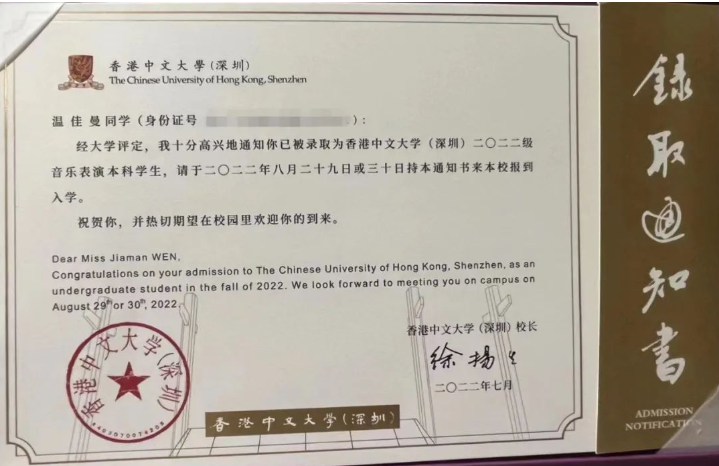 香港中文大學(深圳)
The Chinese University of Hong Kong, Shenzhen
温佳曼同学(身份证号 ):
经大学评定，我十分高兴地通知你已被录取为香港中文大学（深圳）二〇二二级
音乐表演本科学生，请于二〇二二年八月二十九日或三十日持本通知书来本校报到
入学。
祝贺你，并热切期望在校园里欢迎你的到来。
Dear Miss Jiaman WEN,
Congratulations on your admission to The Chinese University of Hong Kong, Shenzhen, as an
undergraduate student in the fall of 2022. We look forward to meeting you on campus on
August 29th or 30th, 2022.
香港中文大学（深圳）校长
徐扬生
二〇二二年七月
香港中文大学(深圳)
香港中文大學(深圳)
錄取通知書
ADMISSION
NOTIFICATION